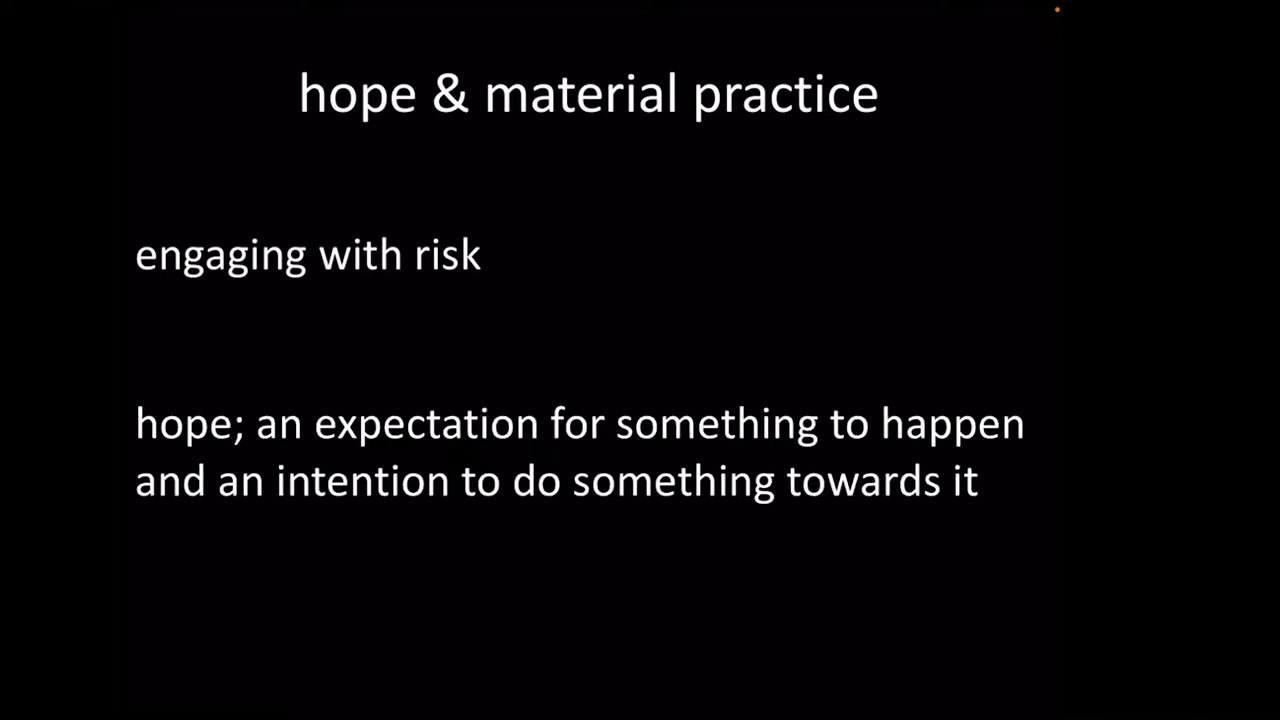 hope & material practice
engaging with risk
hope; an expectation for something to happen
and an intention to do something towards it